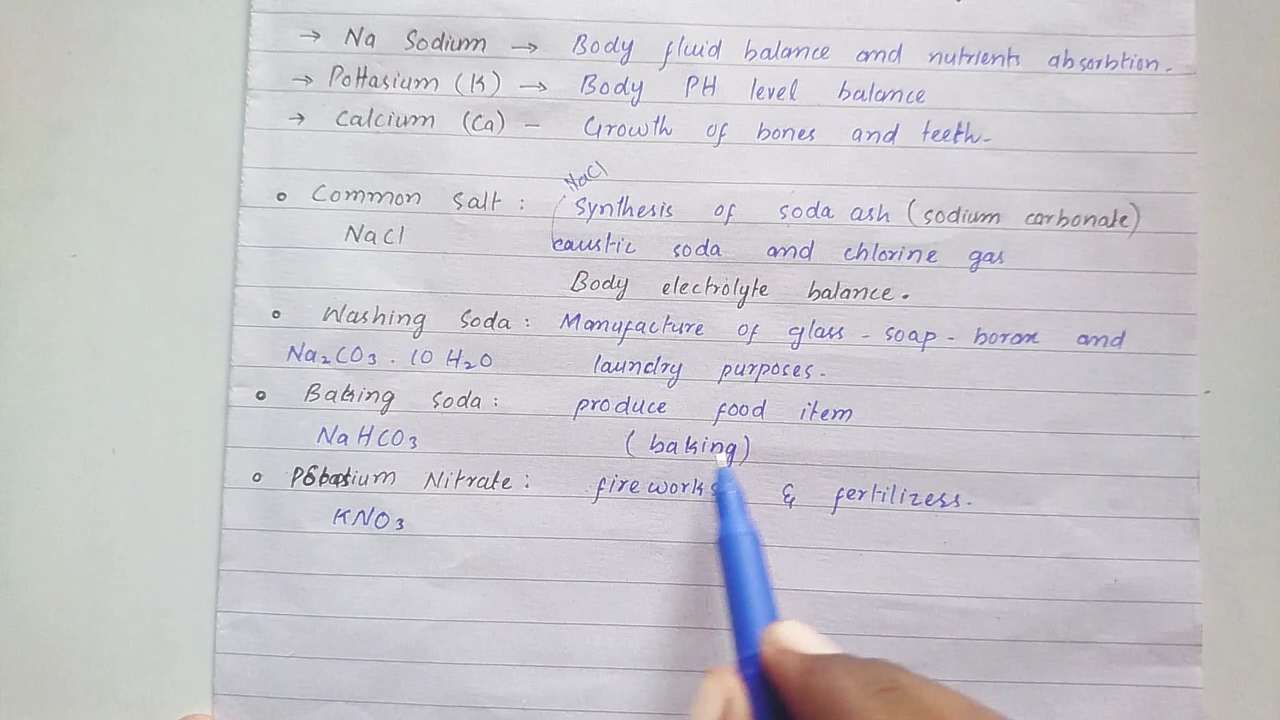 → Na Sodium → Body fluid balance and nutrients absorbtion.
→ Pottasium (K) → Body PH level balance
→ Calcium (Ca) – Growth of bones and teeth-
NaCl
• Common Salt : Synthesis of soda ash (sodium carbonate)
NaCl caustic soda and chlorine gas
Body electrolyte balance.
• Washing Soda : Manufacture of glass - soap - borax and
Na₂CO₃ . 10 H₂O laundry purposes-
• Baking Soda : produce food item
NaHCO₃ (baking)
• Nitrate : fireworks & fertilizess.
KNO₃